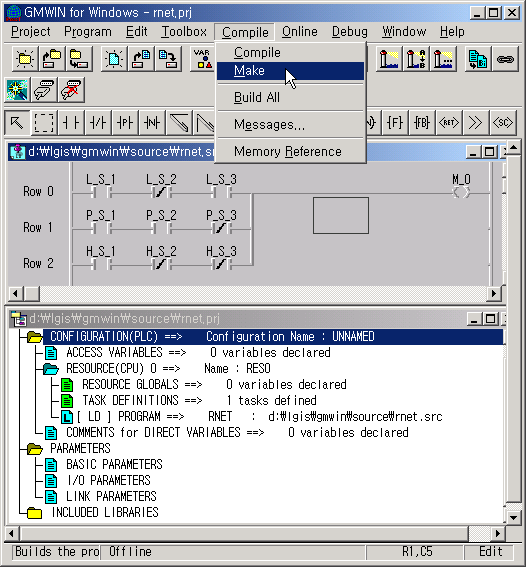 GMWIN for Windows - rnet.prj
Project Program Edit Toolbox Compile Online Debug Window Help
VAR
Compile
Make
Build All
Messages...
Memory Reference
{F} {FB} <RET> >> <SC>
d:₩lgis₩gmwin₩source₩rnet.sr
L_S_1 L_S_2 L_S_3 M_0
Row 0
P_S_1 P_S_2 P_S_3
Row 1
H_S_1 H_S_2 H_S_3
Row 2
d:₩lgis₩gmwin₩source₩rnet.prj
CONFIGURATION(PLC) ==> Configuration Name : UNNAMED
ACCESS VARIABLES ==> 0 variables declared
RESOURCE(CPU) 0 ==> Name : RES0
RESOURCE GLOBALS ==> 0 variables declared
TASK DEFINITIONS ==> 1 tasks defined
L [ LD ] PROGRAM ==> RNET : d:₩lgis₩gmwin₩source₩rnet.src
COMMENTS for DIRECT VARIABLES ==> 0 variables declared
PARAMETERS
BASIC PARAMETERS
I/O PARAMETERS
LINK PARAMETERS
INCLUDED LIBRARIES
Builds the pro Offline R1,C5 Edit